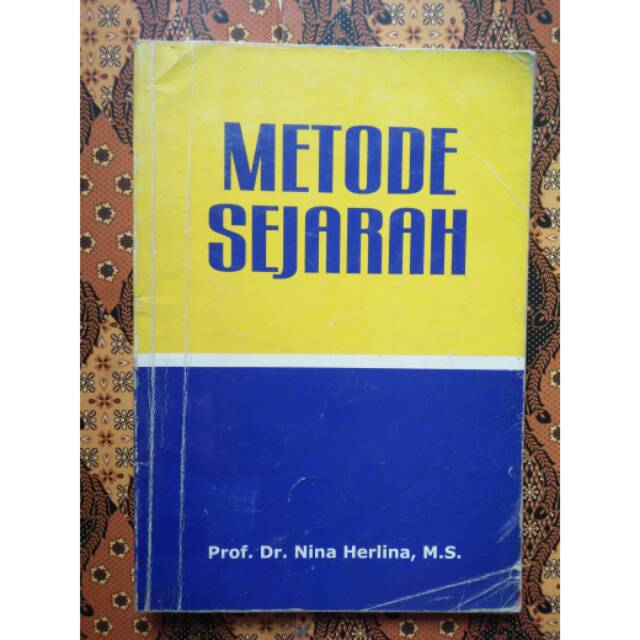 METODE
SEJARAH
Prof. Dr. Nina Herlina, M.S.